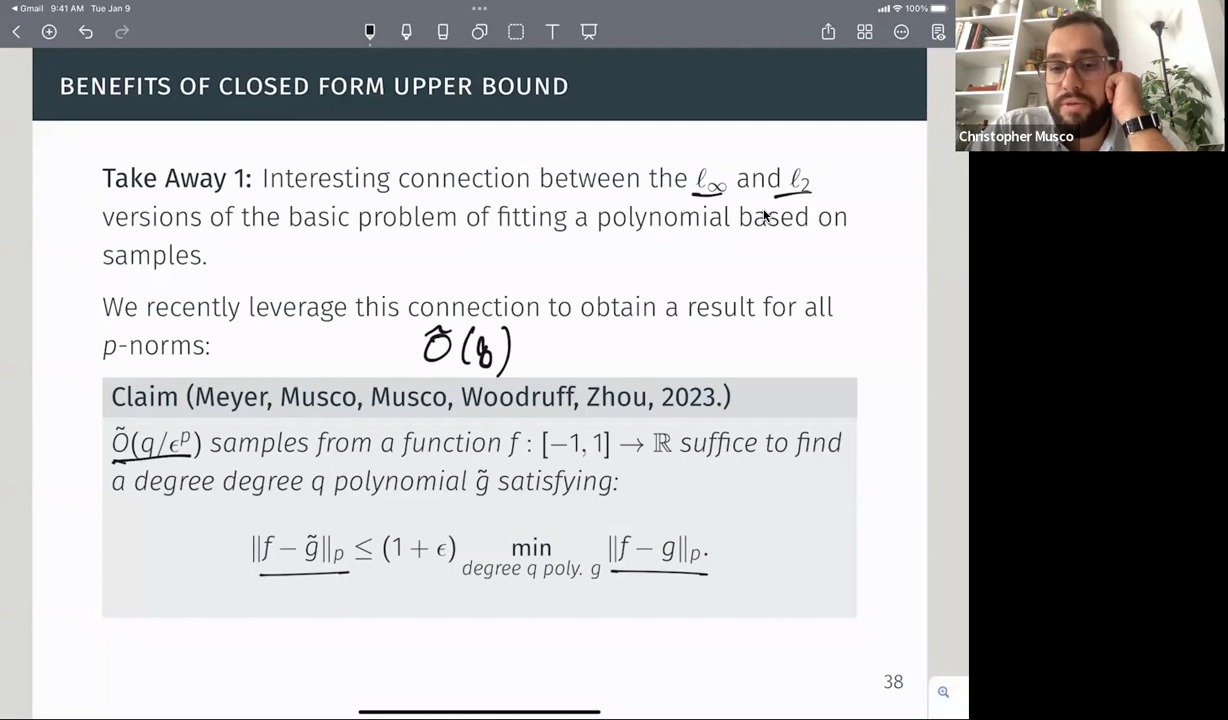 Gmail 9:41 AM Tue Jan 9
100%
BENEFITS OF CLOSED FORM UPPER BOUND
Christopher Musco
Take Away 1: Interesting connection between the ℓ∞ and ℓ₂
versions of the basic problem of fitting a polynomial based on
samples.
We recently leverage this connection to obtain a result for all
p-norms:
Õ(q)
Claim (Meyer, Musco, Musco, Woodruff, Zhou, 2023.)
Õ(q/ϵᵖ) samples from a function f : [−1, 1] → ℝ suffice to find
a degree degree q polynomial g̃ satisfying:
‖f − g̃‖ₚ ≤ (1 + ϵ) min ‖f − g‖ₚ.
degree q poly. g
38